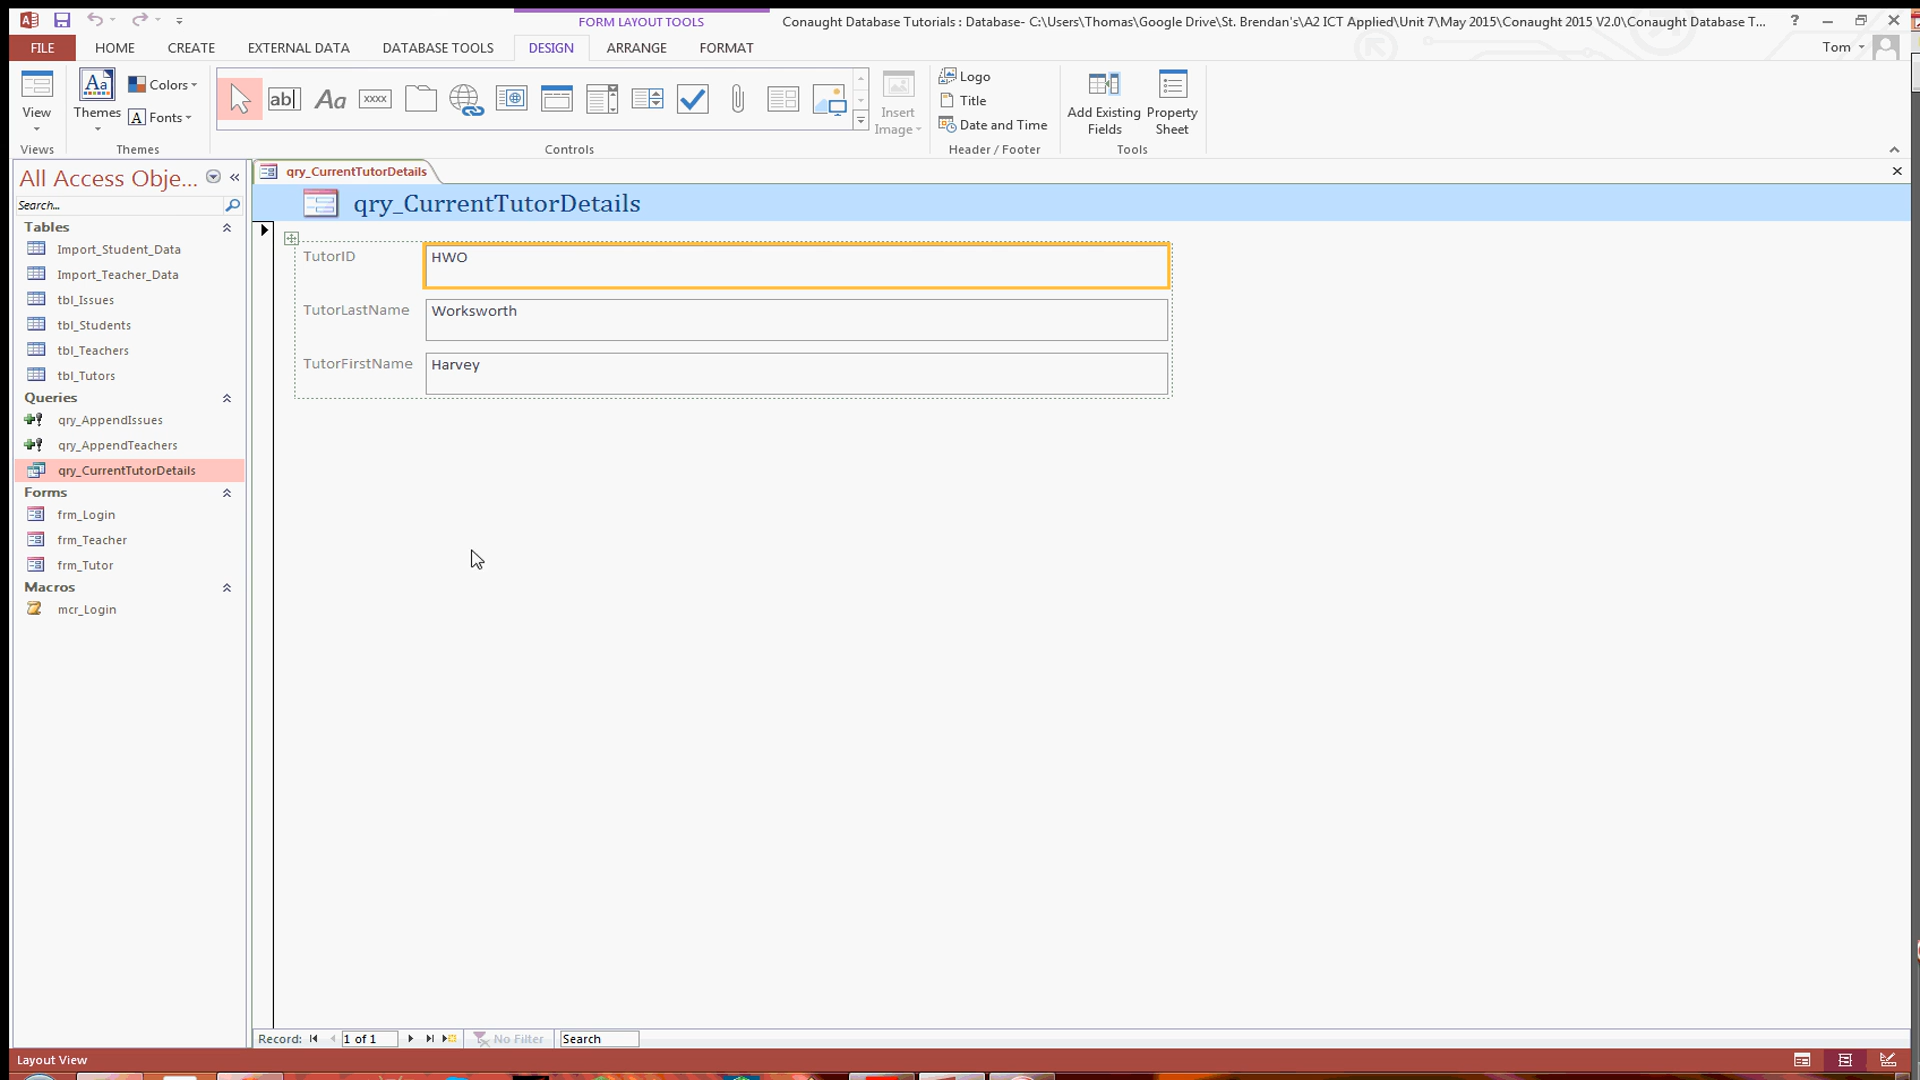 FORM LAYOUT TOOLS
Conaught Database Tutorials : Database- C:\Users\Thomas\Google Drive\St. Brendan's\A2 ICT Applied\Unit 7\May 2015\Conaught 2015 V2.0\Conaught Database T...
?
FILE HOME CREATE EXTERNAL DATA DATABASE TOOLS DESIGN ARRANGE FORMAT
Tom
View
Views
Aa
Themes
Colors
A Fonts
Themes
ab|
Aa
xxxx
Controls
Insert
Image
Logo
Title
Date and Time
Header / Footer
Add Existing
Fields
Property
Sheet
Tools
All Access Obje...
Search...
Tables
Import_Student_Data
Import_Teacher_Data
tbl_Issues
tbl_Students
tbl_Teachers
tbl_Tutors
Queries
qry_AppendIssues
qry_AppendTeachers
qry_CurrentTutorDetails
Forms
frm_Login
frm_Teacher
frm_Tutor
Macros
mcr_Login
qry_CurrentTutorDetails
qry_CurrentTutorDetails
TutorID HWO
TutorLastName Worksworth
TutorFirstName Harvey
Record: 1 of 1 No Filter Search
Layout View